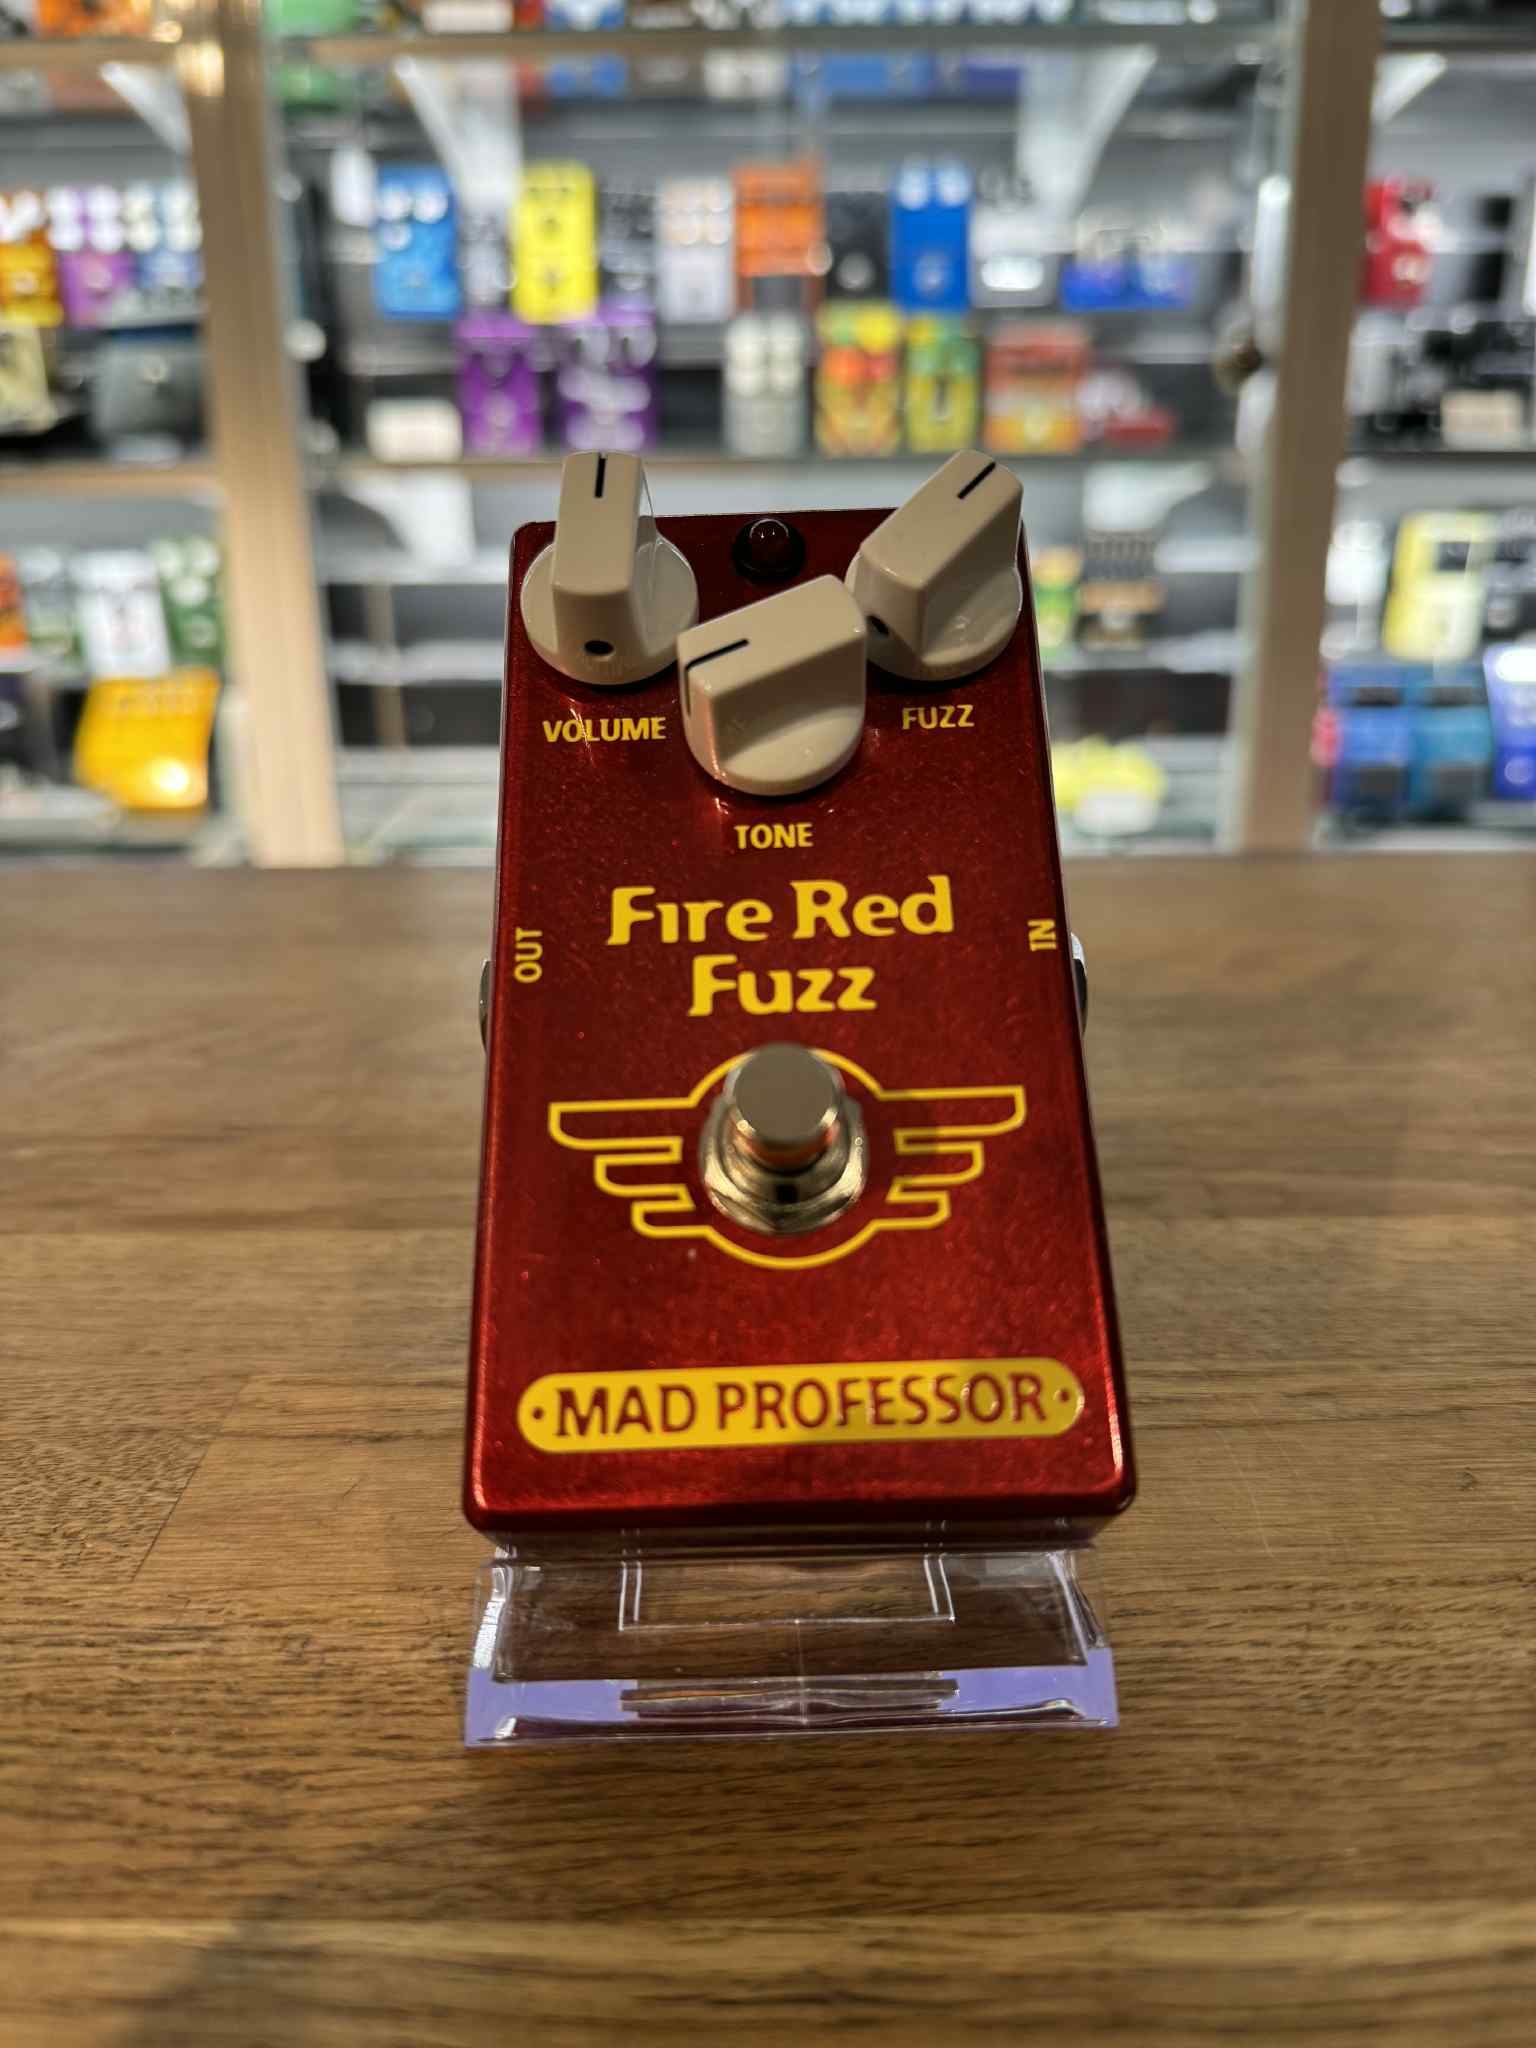 VOLUME
FUZZ
TONE
Fire Red
Fuzz
OUT
IN
MAD PROFESSOR